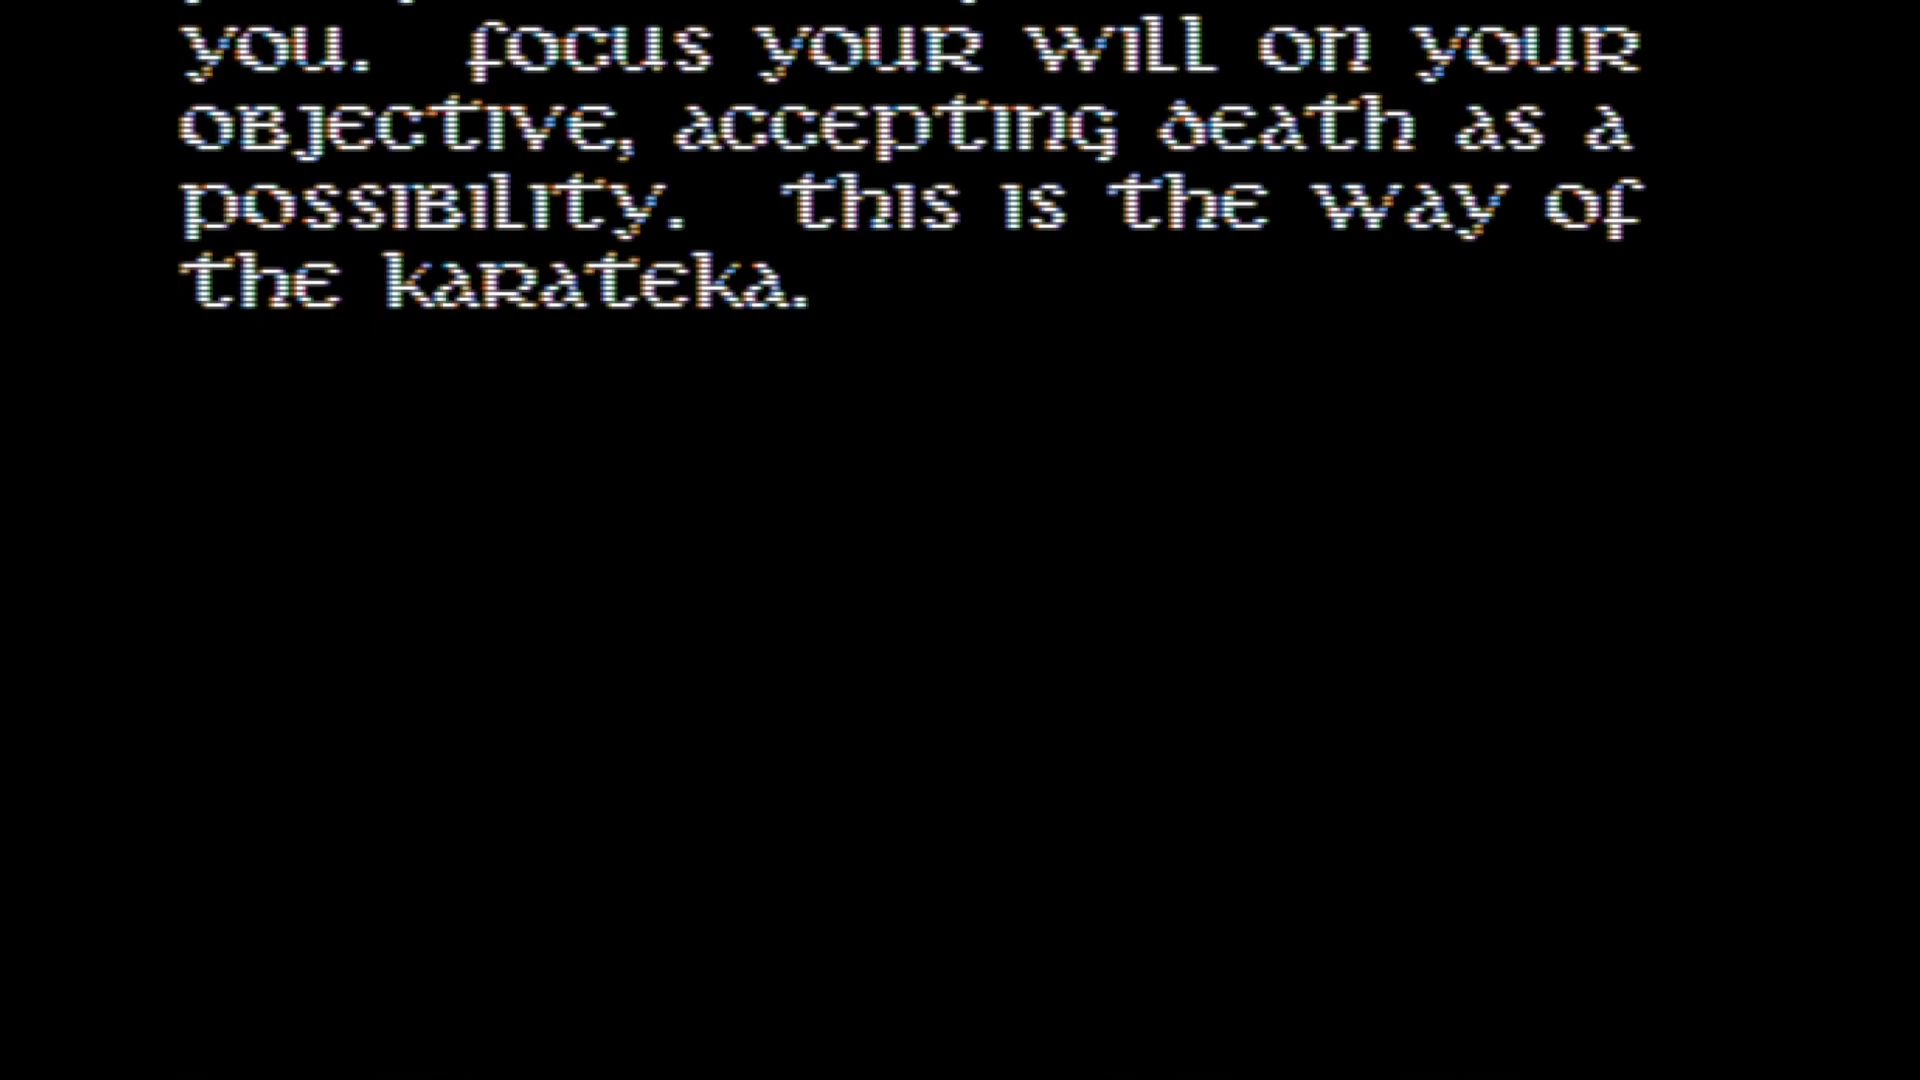 you.  focus your will on your
objective, accepting death as a
possibility.  this is the way of
the karateka.